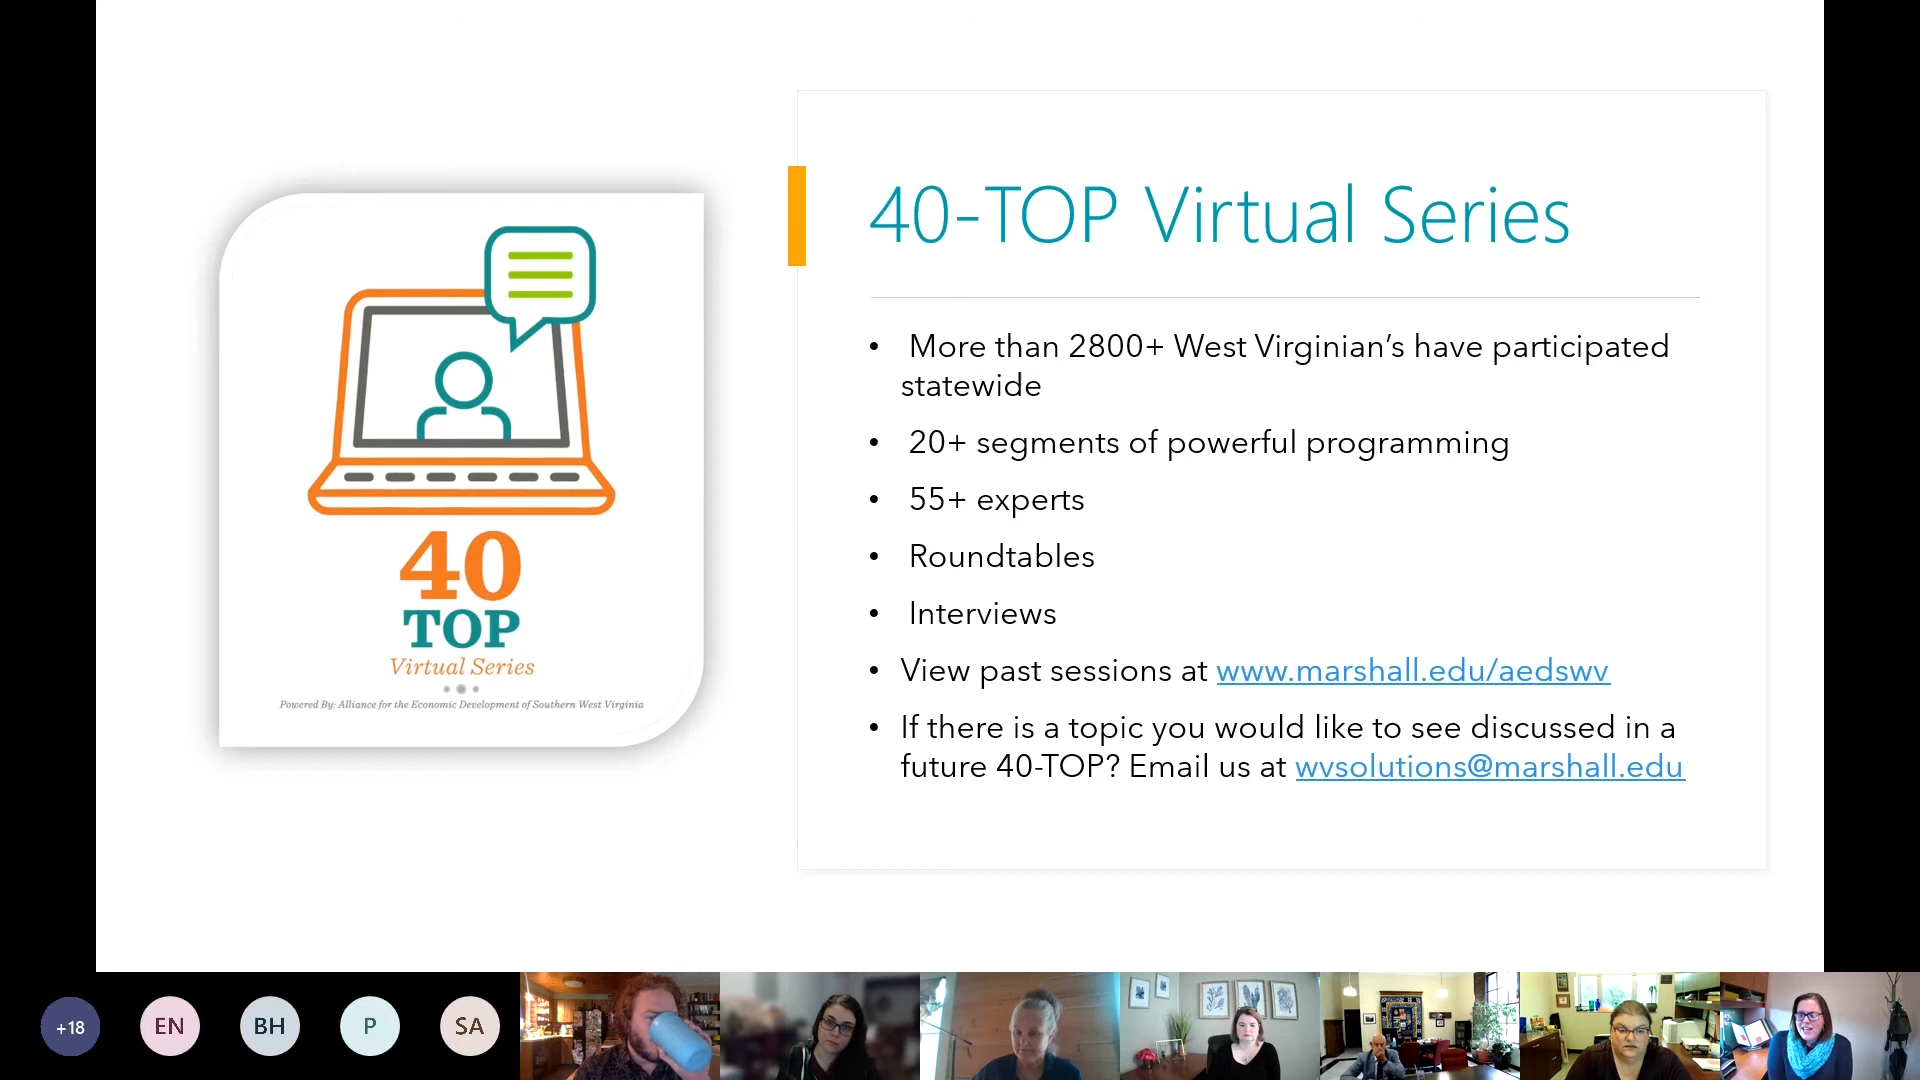 40
TOP
Virtual Series
Powered By: Alliance for the Economic Development of Southern West Virginia
40-TOP Virtual Series
• More than 2800+ West Virginian’s have participated
statewide
• 20+ segments of powerful programming
• 55+ experts
• Roundtables
• Interviews
• View past sessions at www.marshall.edu/aedswv
• If there is a topic you would like to see discussed in a
future 40-TOP? Email us at wvsolutions@marshall.edu
+18 EN BH P SA